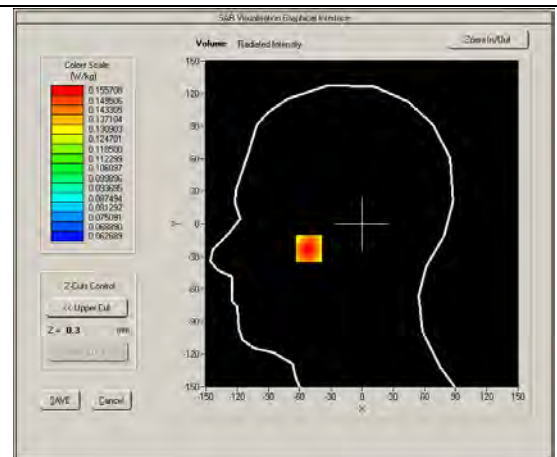 SAR Visualisation Graphical Interface
Volume Radiated Intensity
Zoom In/Out
Colors Scale
(W/kg)
0.155708
0.149506
0.143305
0.137104
0.130903
0.124701
0.118500
0.112299
0.106097
0.099896
0.093695
0.087494
0.081292
0.075091
0.068890
0.062689
Z-Cuts Control
<< Upper Cut
Z = 0.3 mm
SAVE
Cancel
150
120
90
60
30
0
-30
-60
-90
-120
-150
Y
-150 -120 -90 -60 -30 0 30 60 90 120 150
X